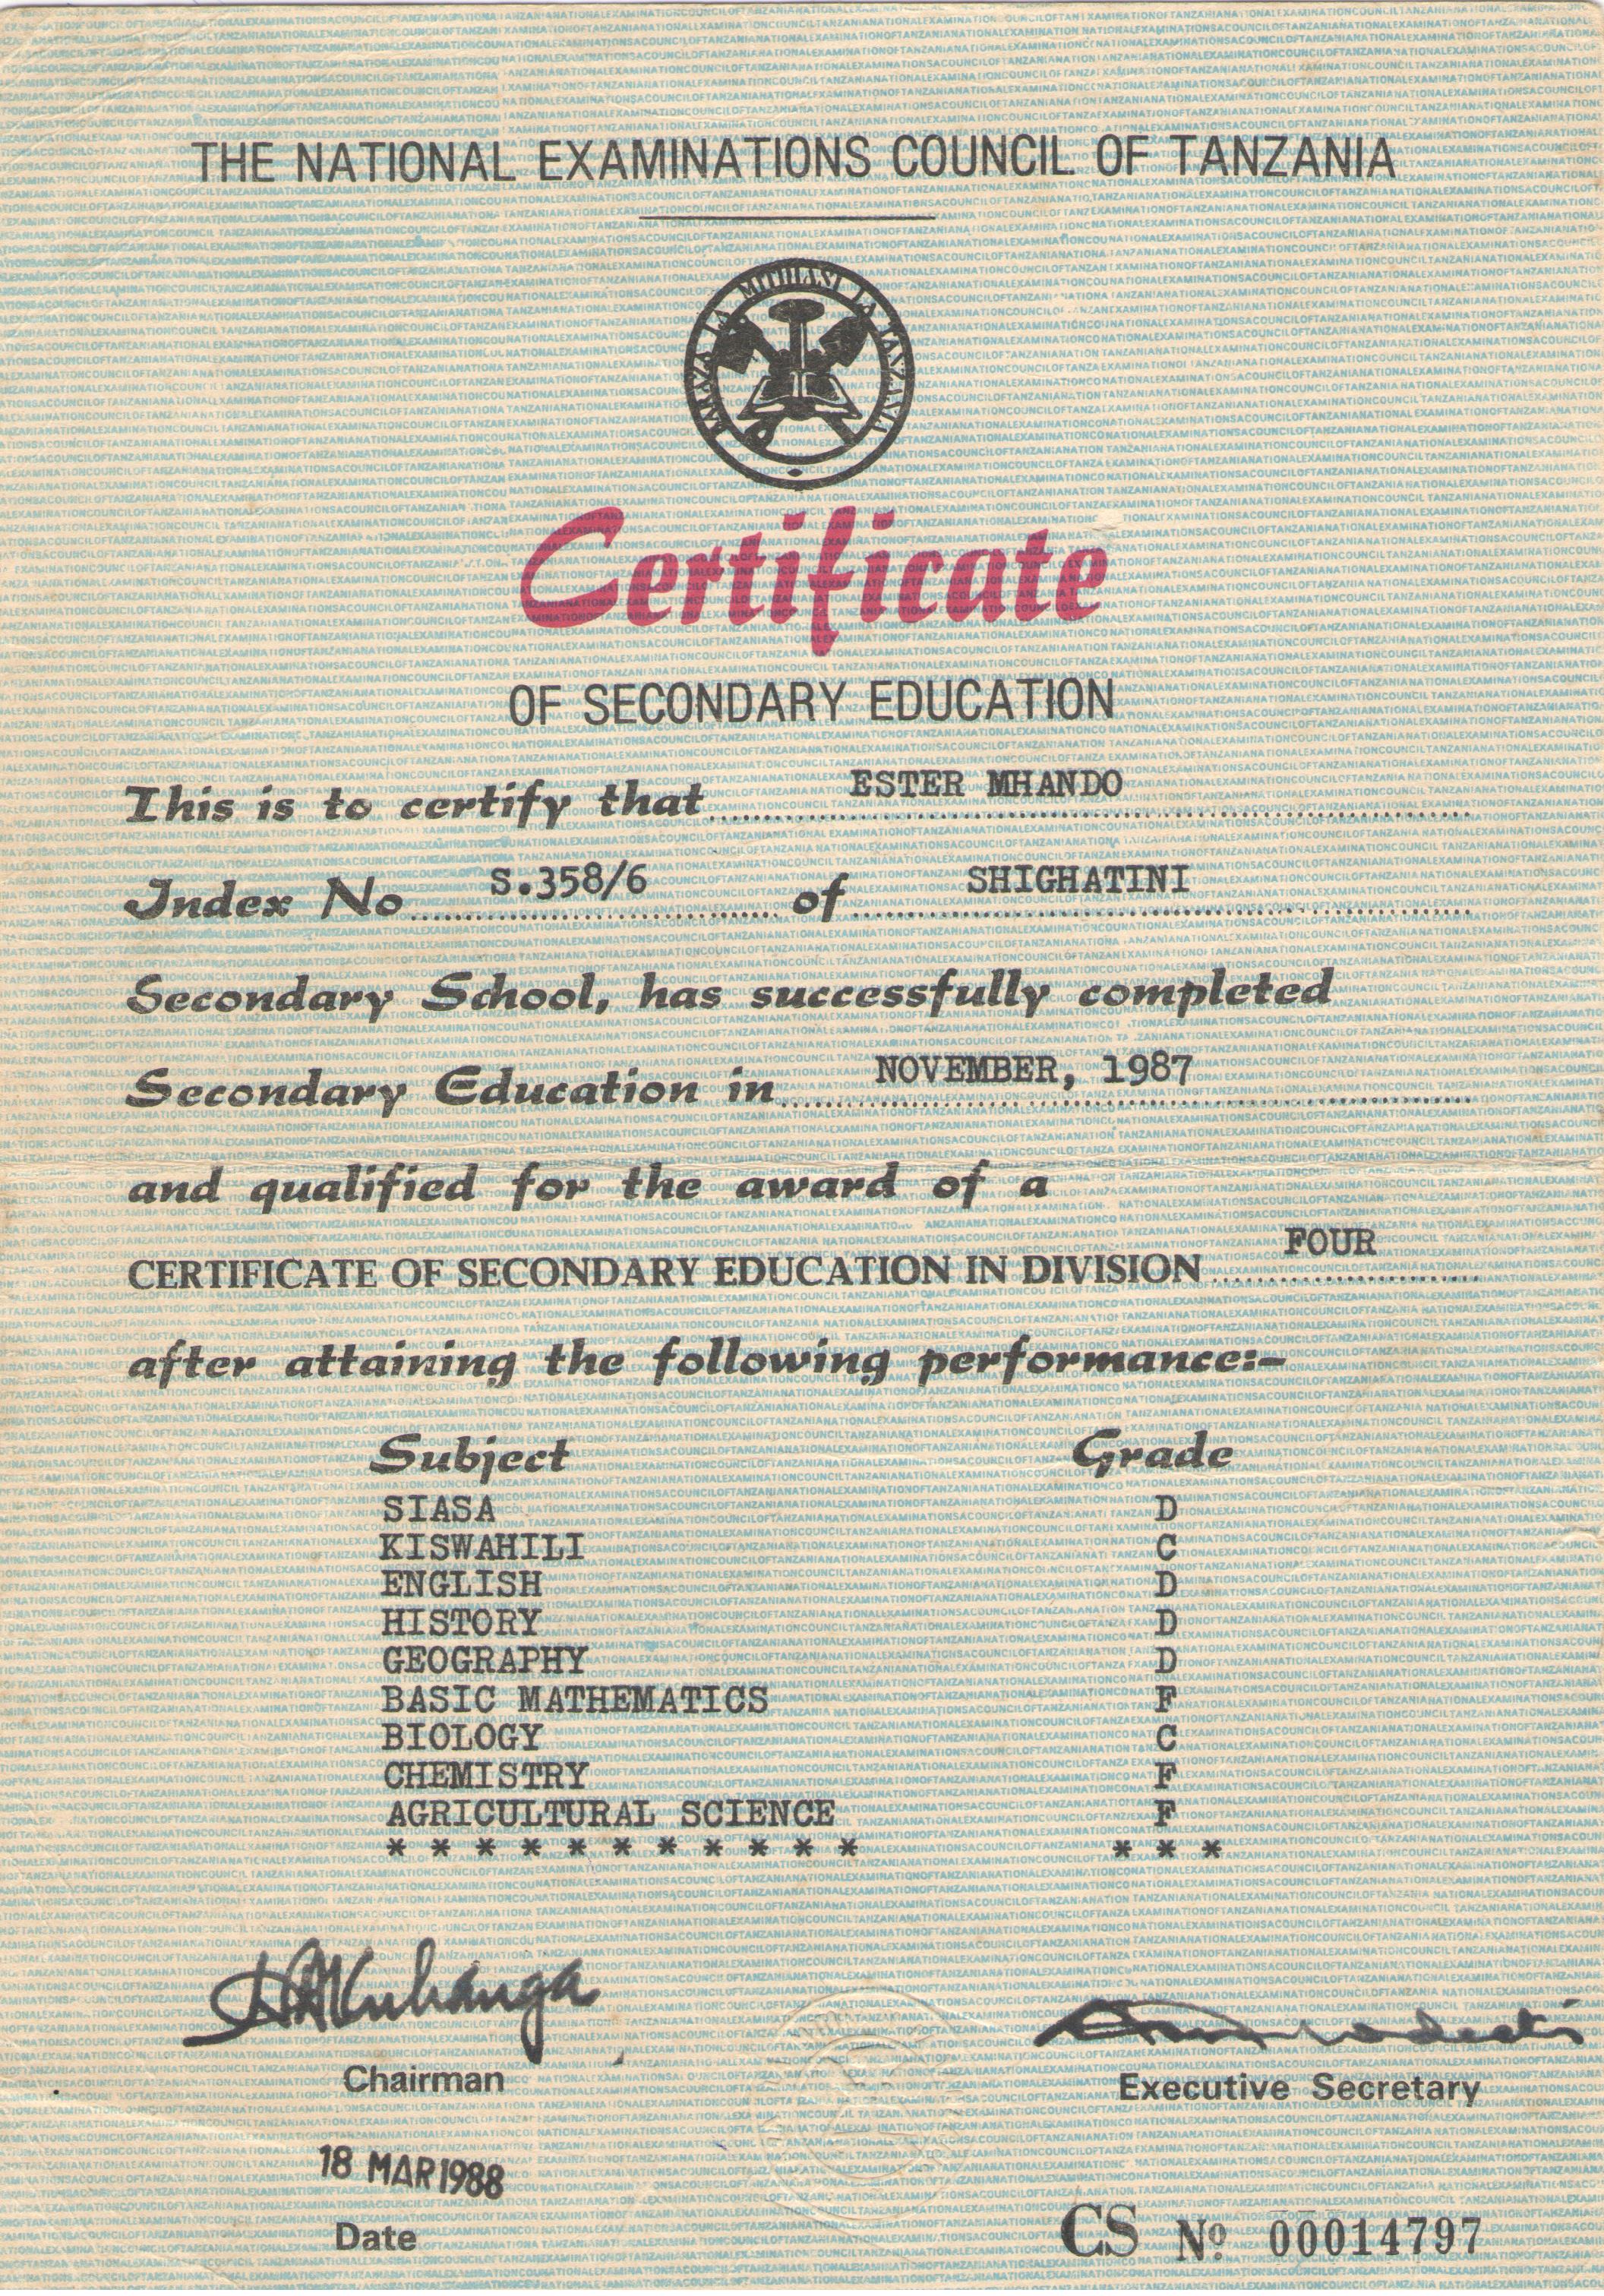 THE NATIONAL EXAMINATIONS COUNCIL OF TANZANIA
BARAZA LA MITIHANI LA TANZANIA
Certificate
OF SECONDARY EDUCATION
This is to certify that ESTER MHANDO
Index No S.358/6 of SHIGHATINI
Secondary School, has successfully completed
Secondary Education in NOVEMBER, 1987
and qualified for the award of a
CERTIFICATE OF SECONDARY EDUCATION IN DIVISION FOUR
after attaining the following performance:-
Subject Grade
SIASA D
KISWAHILI C
ENGLISH D
HISTORY D
GEOGRAPHY D
BASIC MATHEMATICS F
BIOLOGY C
CHEMISTRY F
AGRICULTURAL SCIENCE F
* * * * * * * * * * * * * *
Chairman Executive Secretary
18 MAR 1988
Date CS Nº 00014797